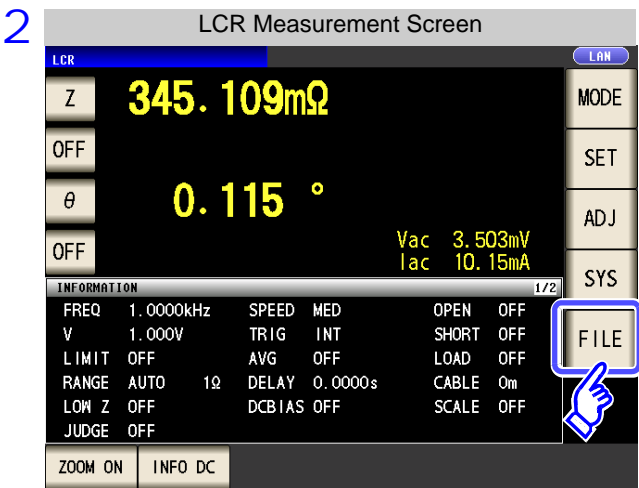 2
LCR Measurement Screen
LCR
LAN
Z 345.109mΩ
MODE
OFF
SET
θ 0.115 °
ADJ
OFF
Vac 3.503mV
Iac 10.15mA
SYS
INFORMATION 1/2
FREQ 1.0000kHz SPEED MED OPEN OFF
V 1.000V TRIG INT SHORT OFF
FILE
LIMIT OFF AVG OFF LOAD OFF
RANGE AUTO 1Ω DELAY 0.0000s CABLE 0m
LOW Z OFF DCBIAS OFF SCALE OFF
JUDGE OFF
ZOOM ON INFO DC